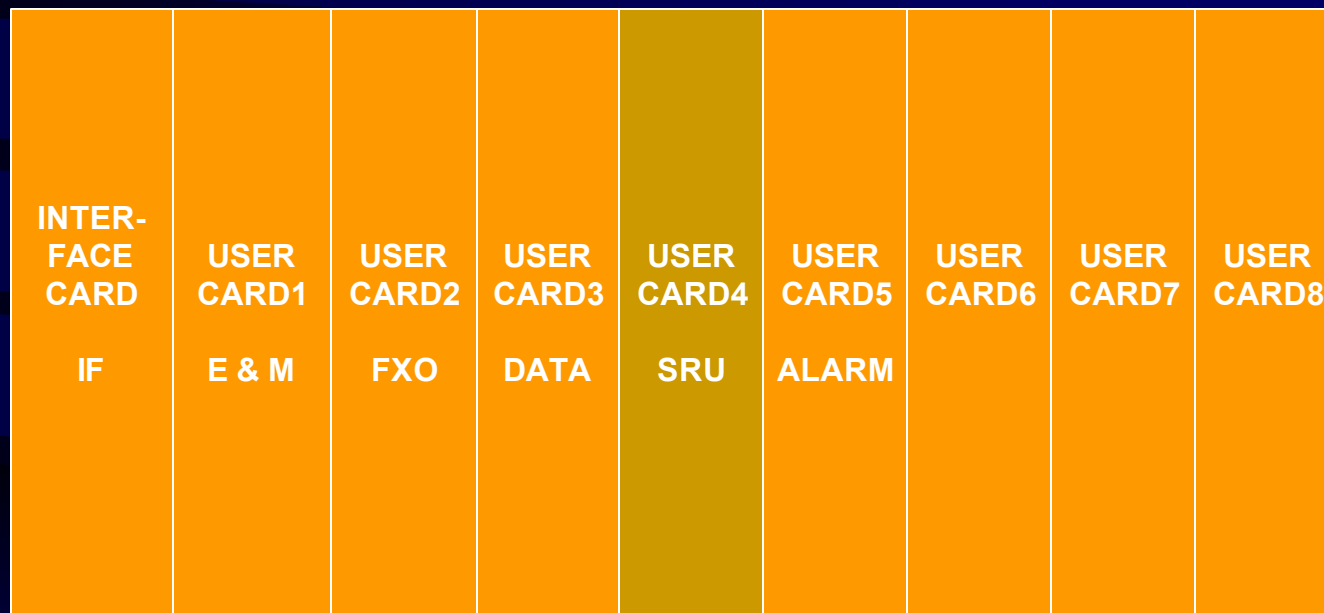 INTER-
FACE
CARD
IF
USER
CARD1
E & M
USER
CARD2
FXO
USER
CARD3
DATA
USER
CARD4
SRU
USER
CARD5
ALARM
USER
CARD6
USER
CARD7
USER
CARD8